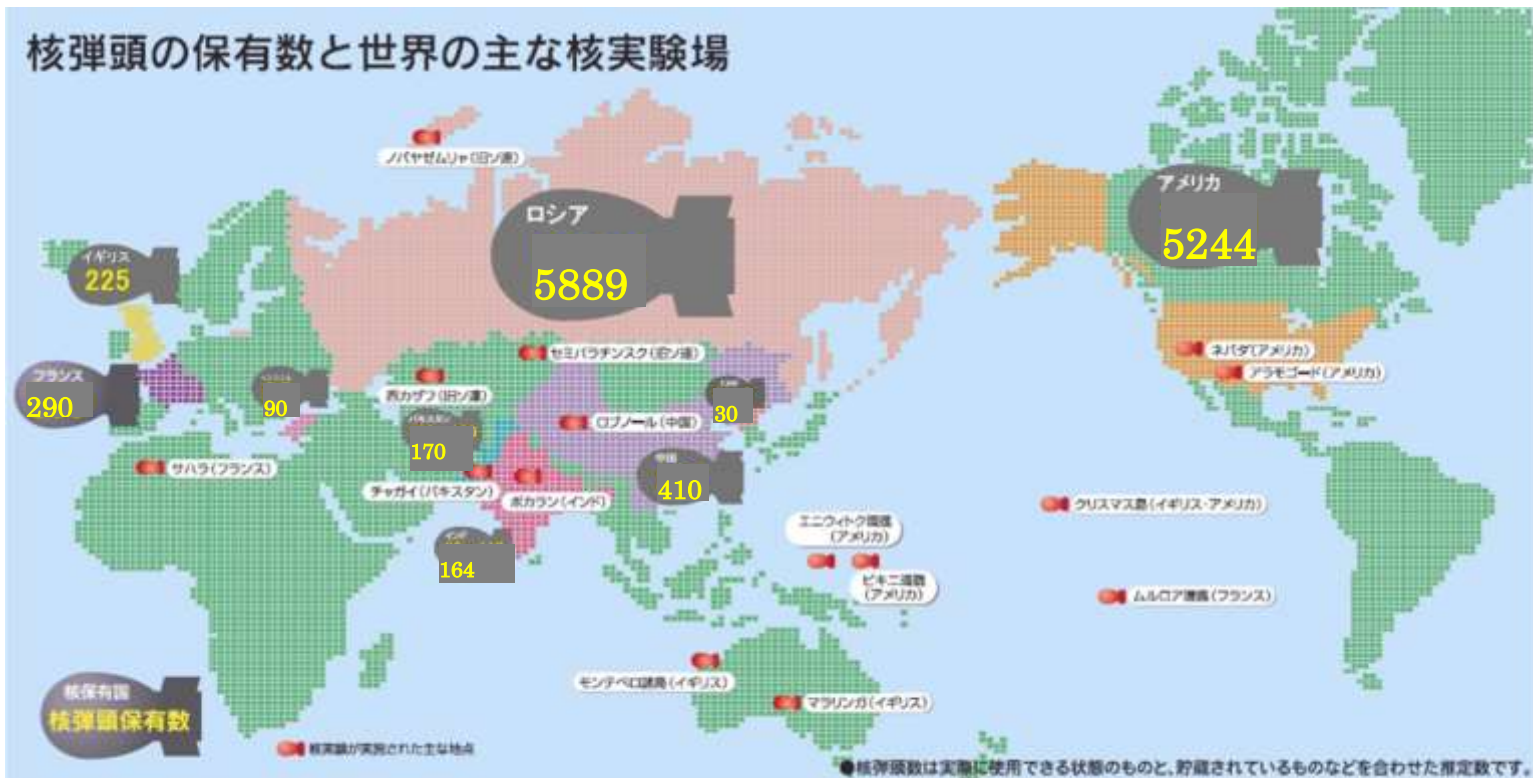 核弾頭の保有数と世界の主な核実験場
ノバヤゼムリャ(旧ソ連)
ロシア
5889
アメリカ
5244
イギリス
225
セミパラチンスク(旧ソ連)
ネバダ(アメリカ)
アラモゴード(アメリカ)
フランス
290
90
西カザフ(旧ソ連)
30
ロプノール(中国)
パキスタン
170
サハラ(フランス)
中国
410
チャガイ(パキスタン)
ポカラン(インド)
クリスマス島(イギリス・アメリカ)
インド
164
エニウィトク環礁
(アメリカ)
ビキニ環礁
(アメリカ)
ムルロア環礁(フランス)
モンテベロ諸島(イギリス)
マラリンガ(イギリス)
核保有国
核弾頭保有数
核実験が実施された主な地点
●核弾頭数は実際に使用できる状態のものと、貯蔵されているものなどを合わせた推定数です。